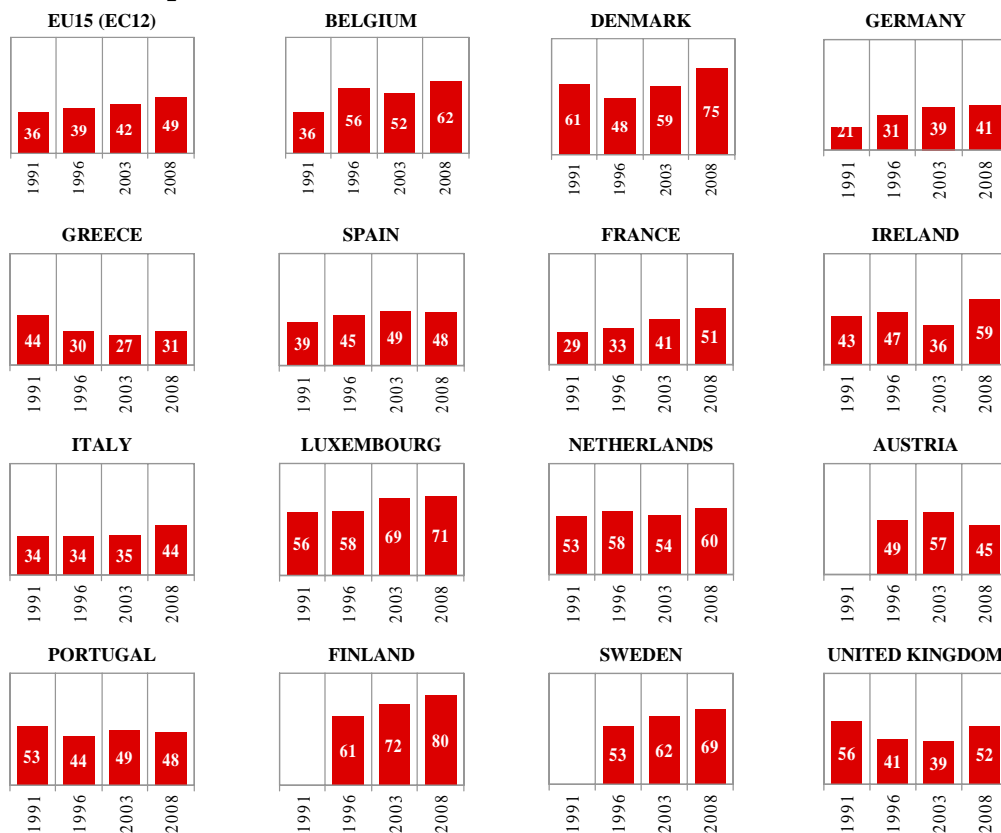 EU15 (EC12) BELGIUM DENMARK GERMANY
36 39 42 49 36 56 52 62 61 48 59 75 21 31 39 41
1991 1996 2003 2008 1991 1996 2003 2008 1991 1996 2003 2008 1991 1996 2003 2008
GREECE SPAIN FRANCE IRELAND
44 30 27 31 39 45 49 48 29 33 41 51 43 47 36 59
1991 1996 2003 2008 1991 1996 2003 2008 1991 1996 2003 2008 1991 1996 2003 2008
ITALY LUXEMBOURG NETHERLANDS AUSTRIA
34 34 35 44 56 58 69 71 53 58 54 60 49 57 45
1991 1996 2003 2008 1991 1996 2003 2008 1991 1996 2003 2008 1991 1996 2003 2008
PORTUGAL FINLAND SWEDEN UNITED KINGDOM
53 44 49 48 61 72 80 53 62 69 56 41 39 52
1991 1996 2003 2008 1991 1996 2003 2008 1991 1996 2003 2008 1991 1996 2003 2008